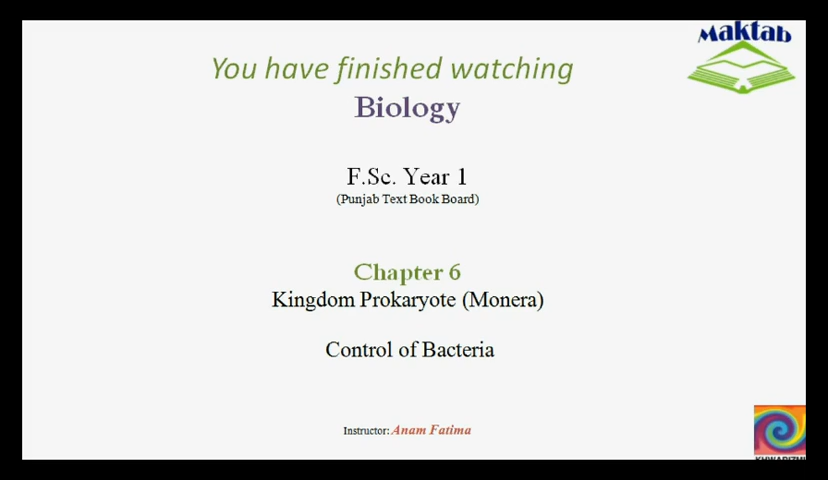 Maktab
You have finished watching
Biology
F.Sc. Year 1
(Punjab Text Book Board)
Chapter 6
Kingdom Prokaryote (Monera)
Control of Bacteria
Instructor: Anam Fatima